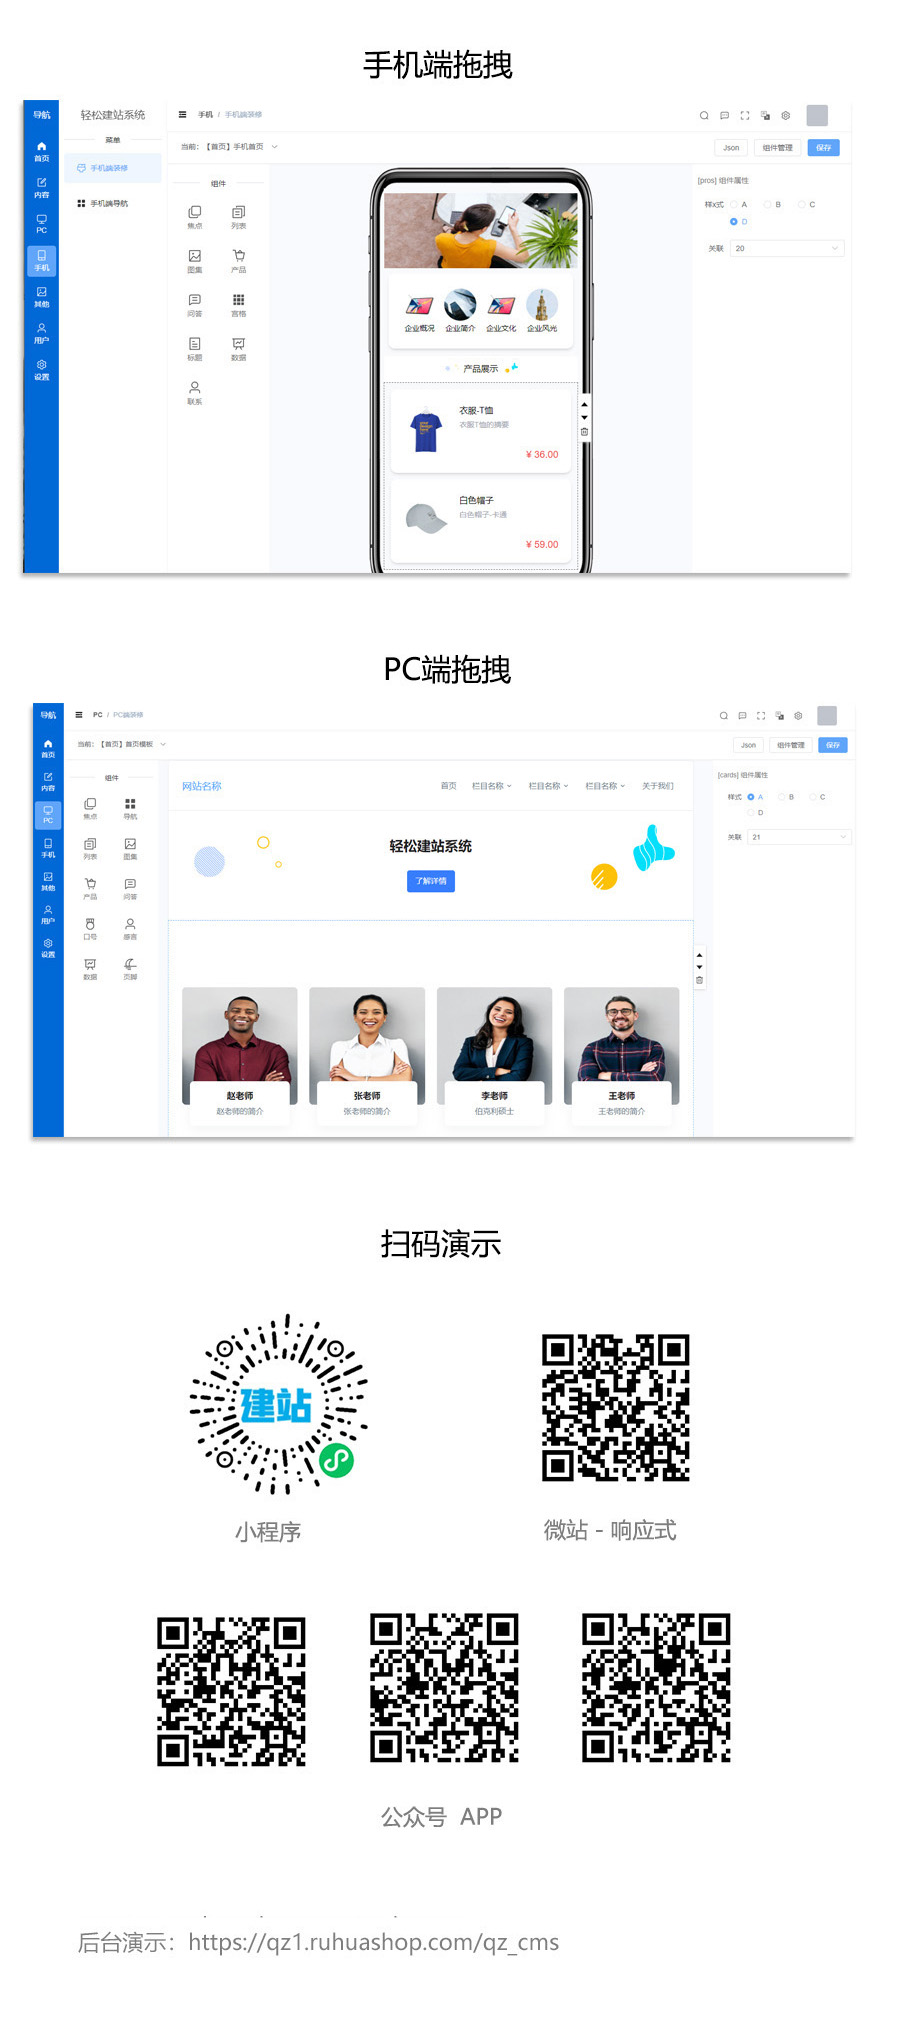 手机端拖拽
导航
轻松建站系统
手机 / 手机端装修
菜单
当前：【首页】手机首页
Json
组件管理
保存
首页
内容
PC
手机
其他
用户
设置
手机端装修
手机端导航
组件
焦点
列表
图集
产品
问答
宫格
标题
数据
联系
企业概况
企业简介
企业文化
企业风光
产品展示
衣服-T恤
衣服T恤的摘要
¥ 36.00
白色帽子
白色帽子-卡通
¥ 59.00
[pros] 组件属性
样x式 A B C
D
关联 20
PC端拖拽
导航
PC / PC端装修
当前：【首页】首页模板
Json
组件管理
保存
首页
内容
PC
手机
其他
用户
设置
组件
焦点
导航
列表
图集
产品
问答
口号
感言
数据
页脚
网站名称
首页
栏目名称
栏目名称
栏目名称
关于我们
轻松建站系统
了解详情
赵老师
赵老师的简介
张老师
张老师的简介
李老师
伯克利硕士
王老师
王老师的简介
[cards] 组件属性
样式 A B C
D
关联 21
扫码演示
建站
小程序
微站 - 响应式
公众号 APP
后台演示：https://qz1.ruhuashop.com/qz_cms